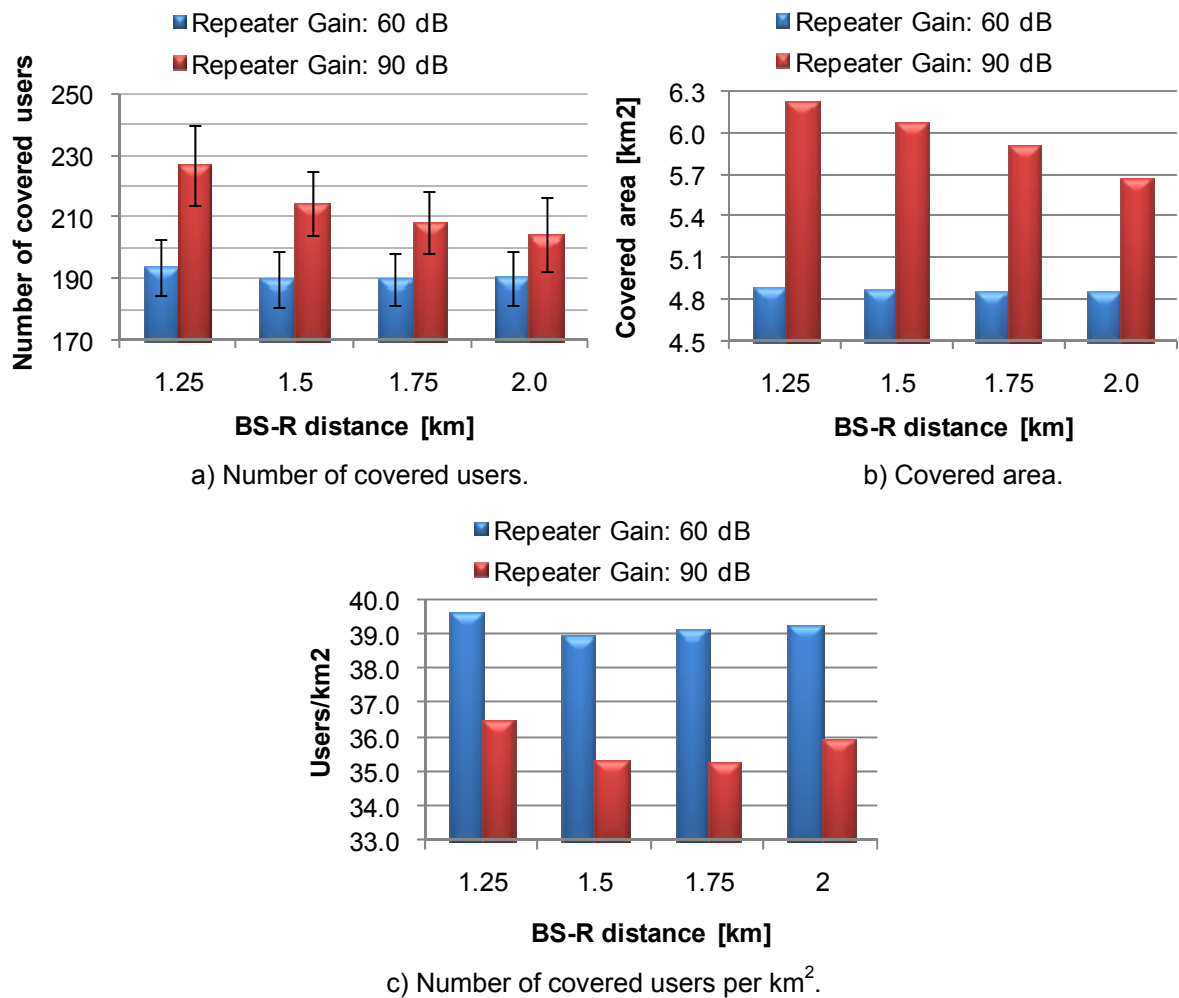 Repeater Gain: 60 dB
Repeater Gain: 90 dB
Number of covered users
250
230
210
190
170
1.25 1.5 1.75 2.0
BS-R distance [km]
a) Number of covered users.
Repeater Gain: 60 dB
Repeater Gain: 90 dB
Covered area [km2]
6.3
6.0
5.7
5.4
5.1
4.8
4.5
1.25 1.5 1.75 2.0
BS-R distance [km]
b) Covered area.
Repeater Gain: 60 dB
Repeater Gain: 90 dB
Users/km2
40.0
39.0
38.0
37.0
36.0
35.0
34.0
33.0
1.25 1.5 1.75 2
BS-R distance [km]
c) Number of covered users per km².